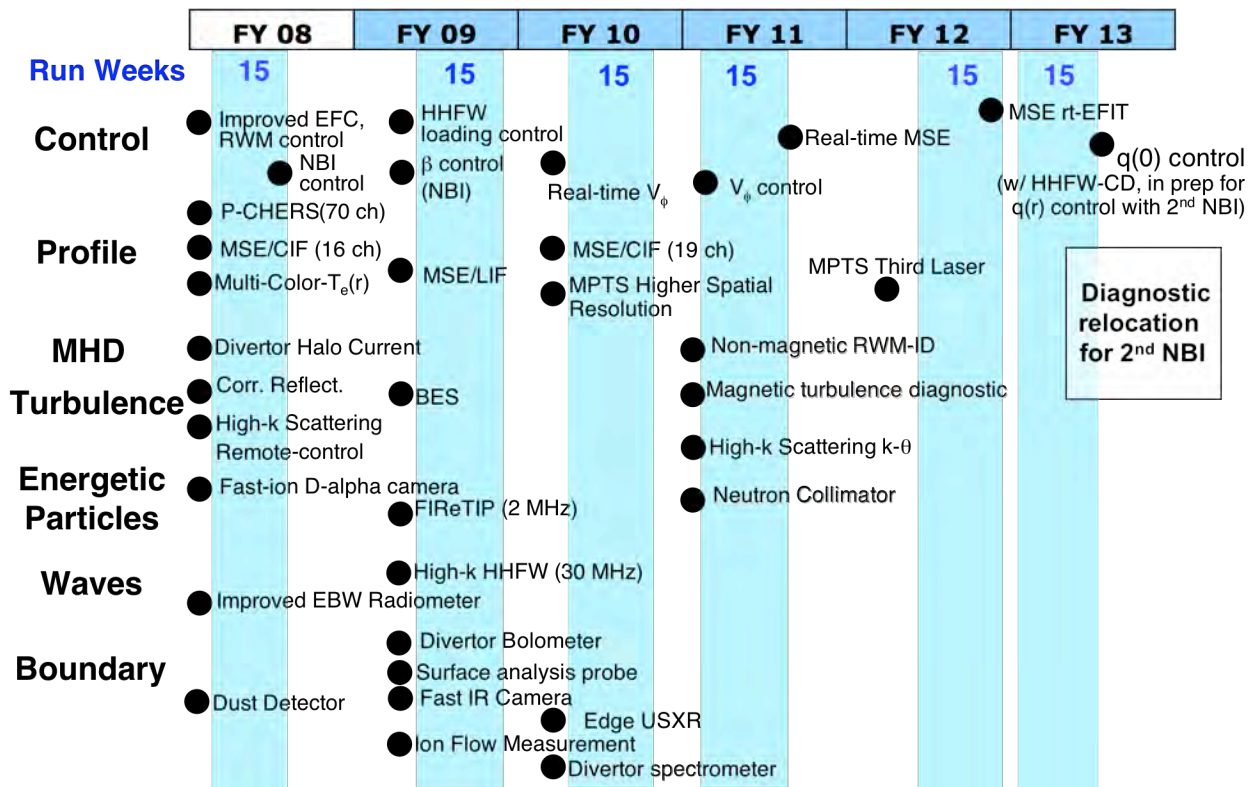 FY 08 FY 09 FY 10 FY 11 FY 12 FY 13
Run Weeks 15 15 15 15 15 15
Control
Improved EFC,
RWM control
NBI
control
HHFW
loading control
β control
(NBI)
Real-time Vϕ
Vϕ control
Real-time MSE
MSE rt-EFIT
q(0) control
(w/ HHFW-CD, in prep for
q(r) control with 2nd NBI)
Profile
P-CHERS(70 ch)
MSE/CIF (16 ch)
Multi-Color-Te(r)
MSE/LIF
MSE/CIF (19 ch)
MPTS Higher Spatial
Resolution
MPTS Third Laser
Diagnostic
relocation
for 2nd NBI
MHD
Divertor Halo Current
Non-magnetic RWM-ID
Turbulence
Corr. Reflect.
High-k Scattering
Remote-control
BES
Magnetic turbulence diagnostic
High-k Scattering k-θ
Energetic
Particles
Fast-ion D-alpha camera
FIReTIP (2 MHz)
Neutron Collimator
Waves
High-k HHFW (30 MHz)
Improved EBW Radiometer
Boundary
Divertor Bolometer
Surface analysis probe
Fast IR Camera
Dust Detector
Edge USXR
Ion Flow Measurement
Divertor spectrometer